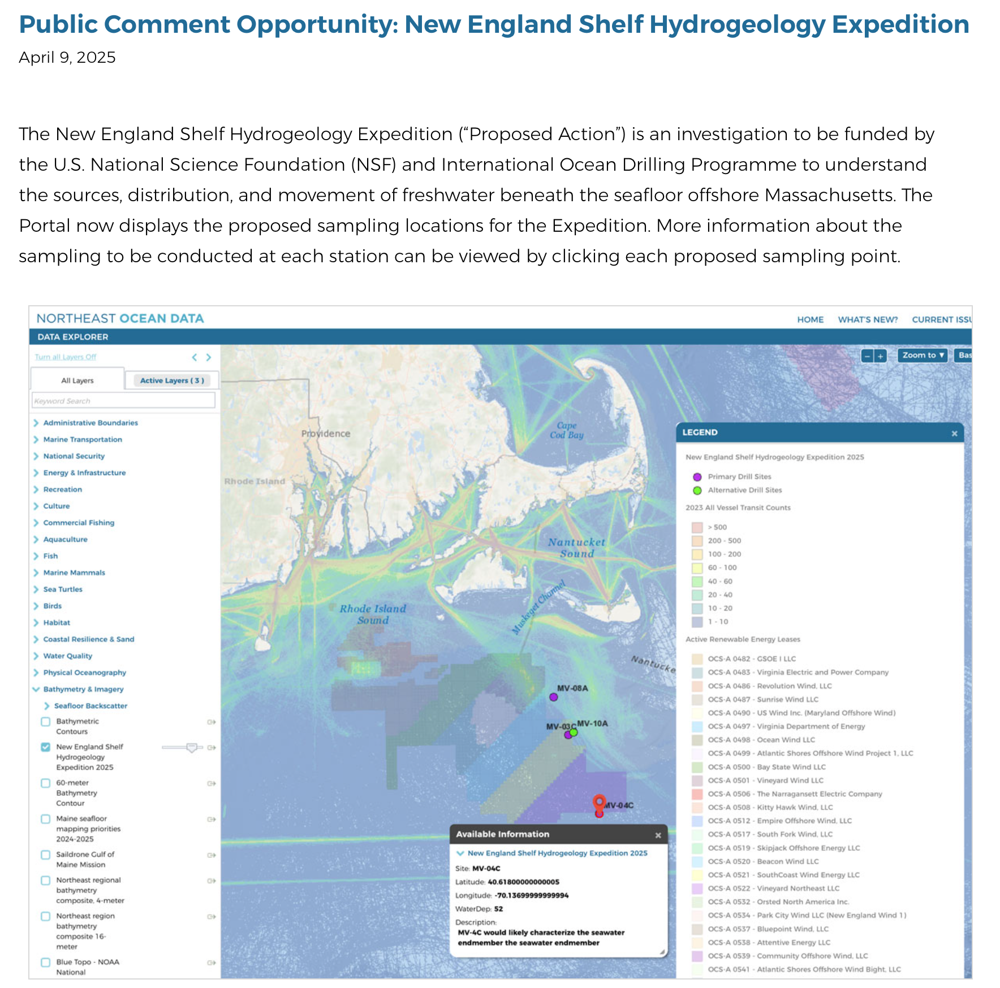 Public Comment Opportunity: New England Shelf Hydrogeology Expedition
April 9, 2025
The New England Shelf Hydrogeology Expedition (“Proposed Action”) is an investigation to be funded by
the U.S. National Science Foundation (NSF) and International Ocean Drilling Programme to understand
the sources, distribution, and movement of freshwater beneath the seafloor offshore Massachusetts. The
Portal now displays the proposed sampling locations for the Expedition. More information about the
sampling to be conducted at each station can be viewed by clicking each proposed sampling point.
NORTHEAST OCEAN DATA
HOME WHAT'S NEW? CURRENT ISSU
DATA EXPLORER
Turn all Layers Off
All Layers
Active Layers ( 3 )
Keyword Search
Administrative Boundaries
Marine Transportation
National Security
Energy & Infrastructure
Recreation
Culture
Commercial Fishing
Aquaculture
Fish
Marine Mammals
Sea Turtles
Birds
Habitat
Coastal Resilience & Sand
Water Quality
Physical Oceanography
Bathymetry & Imagery
Seafloor Backscatter
Bathymetric
Contours
New England Shelf
Hydrogeology
Expedition 2025
60-meter
Bathymetry
Contour
Maine seafloor
mapping priorities
2024-2025
Saildrone Gulf of
Maine Mission
Northeast regional
bathymetry
composite, 4-meter
Northeast region
bathymetry
composite 16-
meter
Blue Topo - NOAA
National
− +
Zoom to ▼
Bas
Providence
Rhode Island
Cape
Cod Bay
Nantucket
Sound
Muskeget Channel
Rhode Island
Sound
Nantucke
MV-08A
MV-03C
MV-10A
MV-04C
Available Information ×
New England Shelf Hydrogeology Expedition 2025
Site: MV-04C
Latitude: 40.61800000000005
Longitude: -70.13699999999994
WaterDep: 52
Description:
MV-4C would likely characterize the seawater
endmember the seawater endmember
LEGEND ×
New England Shelf Hydrogeology Expedition 2025
Primary Drill Sites
Alternative Drill Sites
2023 All Vessel Transit Counts
> 500
200 - 500
100 - 200
60 - 100
40 - 60
20 - 40
10 - 20
1 - 10
Active Renewable Energy Leases
OCS-A 0482 - GSOE I LLC
OCS-A 0483 - Virginia Electric and Power Company
OCS-A 0486 - Revolution Wind, LLC
OCS-A 0487 - Sunrise Wind LLC
OCS-A 0490 - US Wind Inc. (Maryland Offshore Wind)
OCS-A 0497 - Virginia Department of Energy
OCS-A 0498 - Ocean Wind LLC
OCS-A 0499 - Atlantic Shores Offshore Wind Project 1, LLC
OCS-A 0500 - Bay State Wind LLC
OCS-A 0501 - Vineyard Wind LLC
OCS-A 0506 - The Narragansett Electric Company
OCS-A 0508 - Kitty Hawk Wind, LLC
OCS-A 0512 - Empire Offshore Wind, LLC
OCS-A 0517 - South Fork Wind, LLC
OCS-A 0519 - Skipjack Offshore Energy LLC
OCS-A 0520 - Beacon Wind LLC
OCS-A 0521 - SouthCoast Wind Energy LLC
OCS-A 0522 - Vineyard Northeast LLC
OCS-A 0532 - Orsted North America Inc.
OCS-A 0534 - Park City Wind LLC (New England Wind 1)
OCS-A 0537 - Bluepoint Wind, LLC
OCS-A 0538 - Attentive Energy LLC
OCS-A 0539 - Community Offshore Wind, LLC
OCS-A 0541 - Atlantic Shores Offshore Wind Bight, LLC